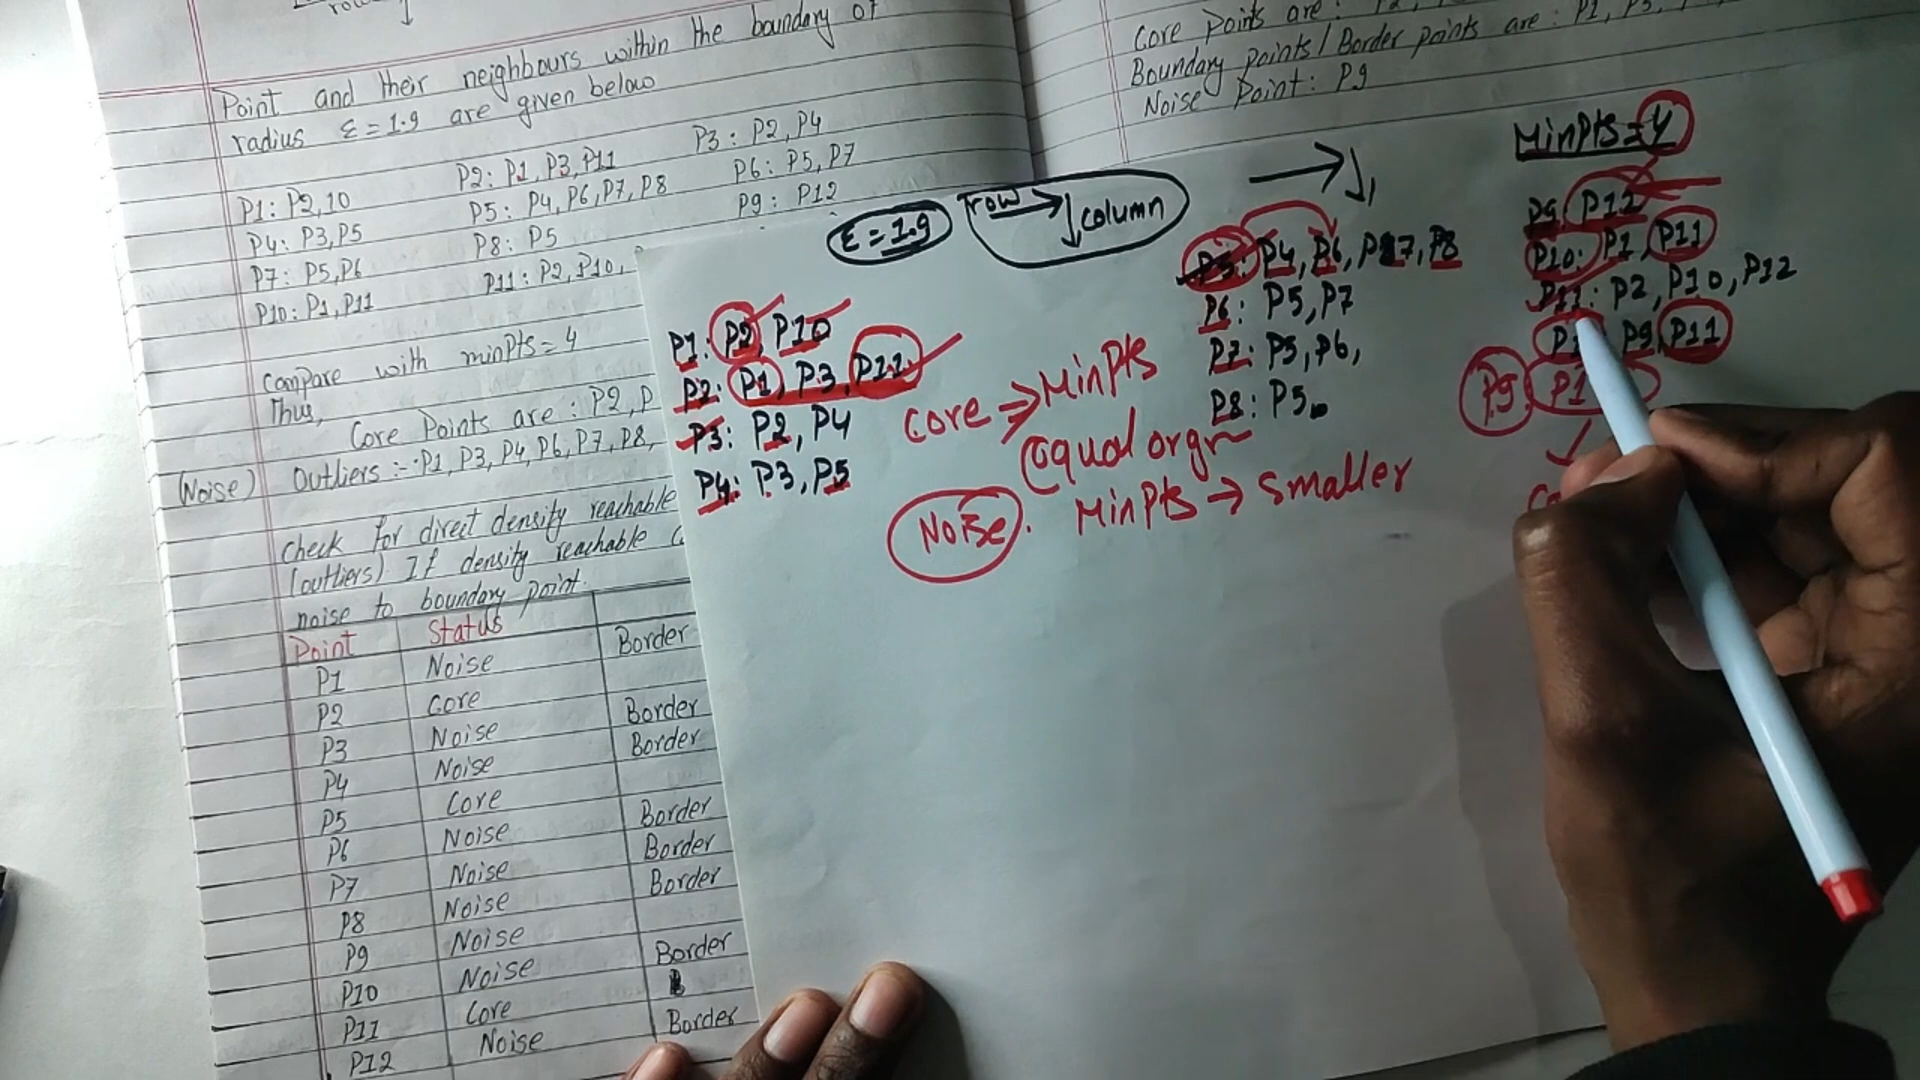 row
Point and their neighbours within the boundary of
radius ε = 1.9 are given below
P1: P2,10 P2: P1, P3, P11 P3: P2, P4
P4: P3,P5 P5: P4, P6, P7, P8 P6: P5, P7
P7: P5,P6 P8: P5 P9: P12
P10: P1, P11 P11: P2, P10,
Compare with minPts = 4
Thus,
Core Points are : P2, P
(Noise) Outliers :- P1, P3, P4, P6, P7, P8,
Check for direct density reachable
(outliers) If density reachable
noise to boundary point.
Point Status
P1 Noise Border
P2 Core
P3 Noise Border
P4 Noise Border
P5 Core
P6 Noise Border
P7 Noise Border
P8 Noise Border
P9 Noise
P10 Noise Border
P11 Core
P12 Noise Border
Core Points are :
Boundary points / Border points are : P1, P3,
Noise Point : P9
ε = 1.9 row column
P1: P2, P10
P2: P1, P3, P11
P3: P2, P4
P4: P3, P5
P5: P4, P6, P7, P8
P6: P5, P7
P7: P5, P6,
P8: P5
MinPts = 4
P9: P12
P10: P1, P11
P11: P2, P10, P12
P9, P11
P9
Core ⇒ MinPts
equal or gr
Noise. MinPts → smaller